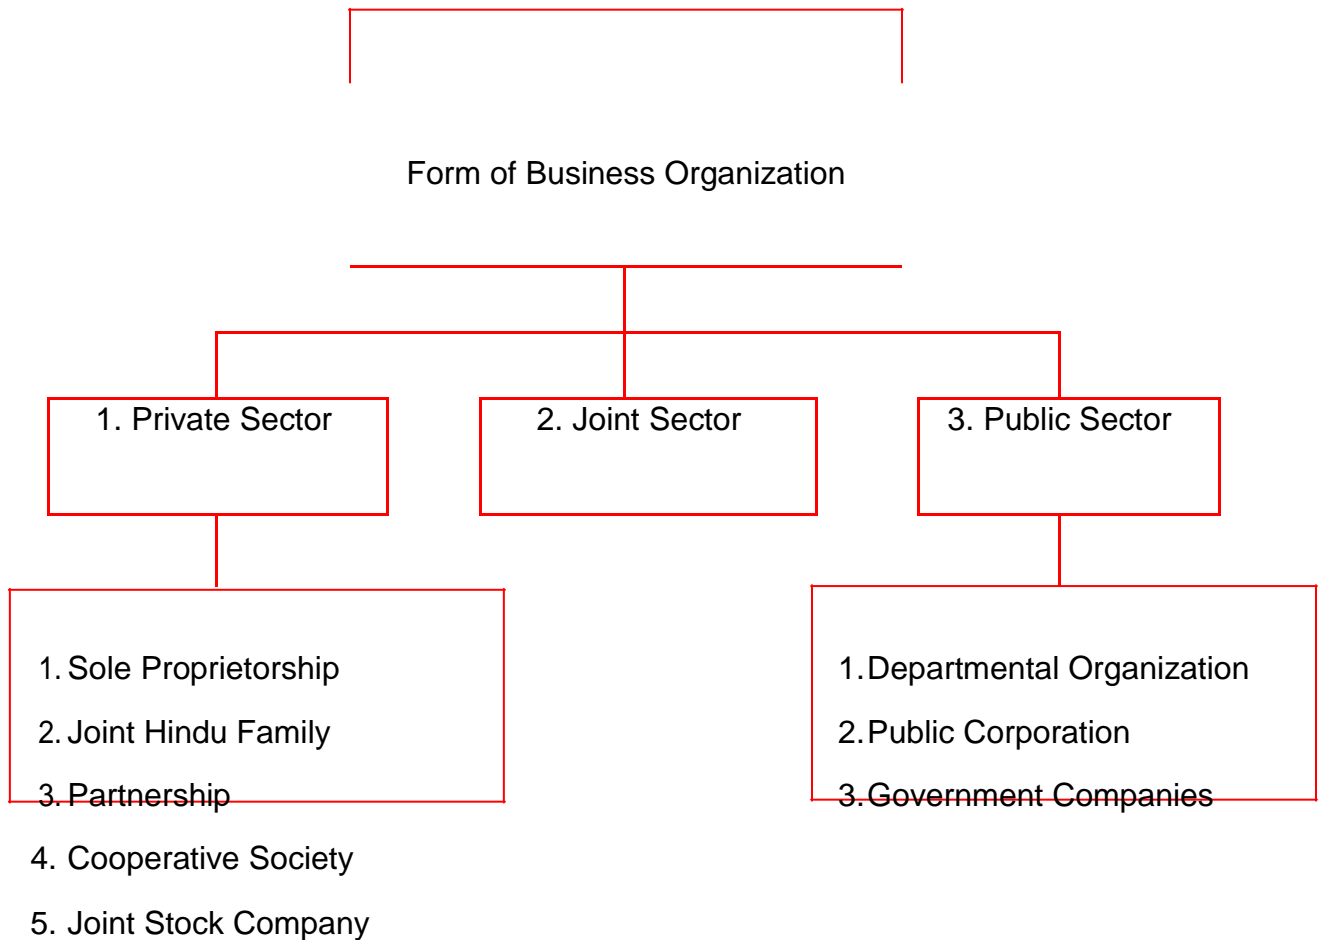 Form of Business Organization
1. Private Sector
2. Joint Sector
3. Public Sector
1. Sole Proprietorship
2. Joint Hindu Family
3. Partnership
4. Cooperative Society
5. Joint Stock Company
1. Departmental Organization
2. Public Corporation
3. Government Companies